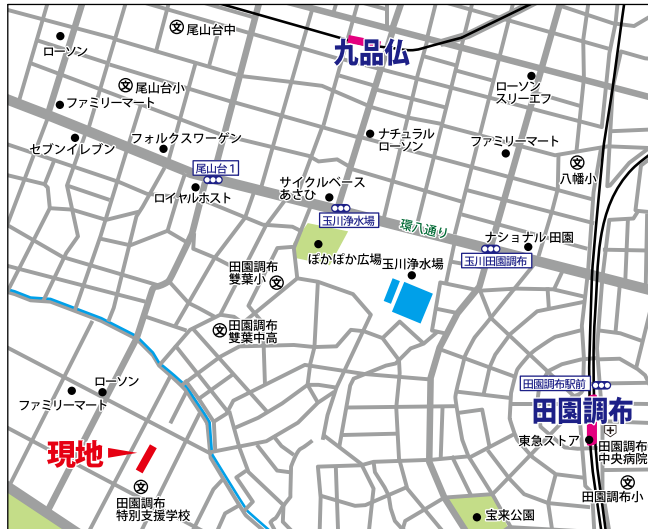 尾山台中
九品仏
ローソン
尾山台小
ローソン
スリーエフ
ファミリーマート
ナチュラル
ローソン
ファミリーマート
フォルクスワーゲン
セブンイレブン
八幡小
尾山台1
サイクルベース
あさひ
ロイヤルホスト
玉川浄水場
環八通り
ナショナル田園
ぽかぽか広場
玉川浄水場
玉川田園調布
田園調布
雙葉小
田園調布
雙葉中高
ローソン
ファミリーマート
田園調布駅前
田園調布
東急ストア
田園調布
中央病院
現地
田園調布
特別支援学校
田園調布小
宝来公園
文
文
文
文
文
文
文